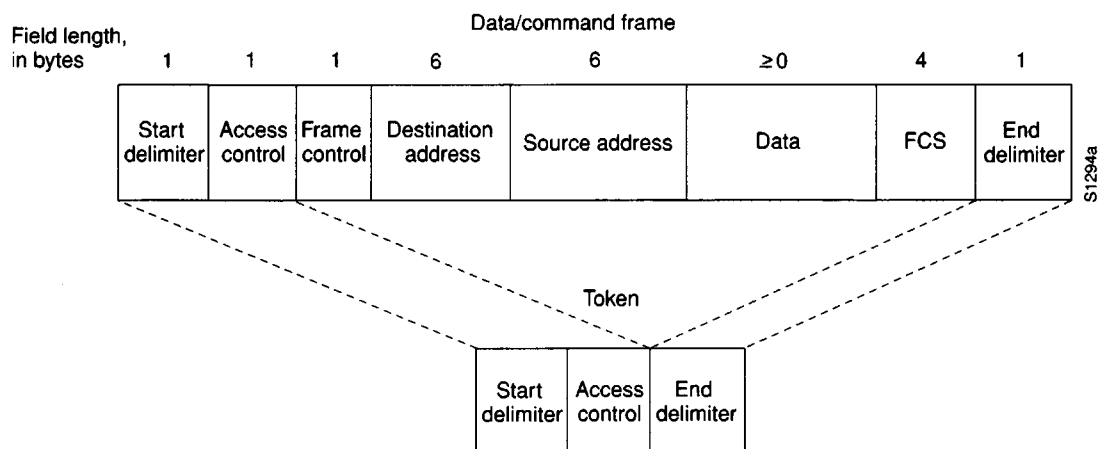 Data/command frame
Field length,
in bytes
1 1 1 6 6 ≥0 4 1
Start
delimiter
Access
control
Frame
control
Destination
address
Source address
Data
FCS
End
delimiter
S1294a
Token
Start
delimiter
Access
control
End
delimiter